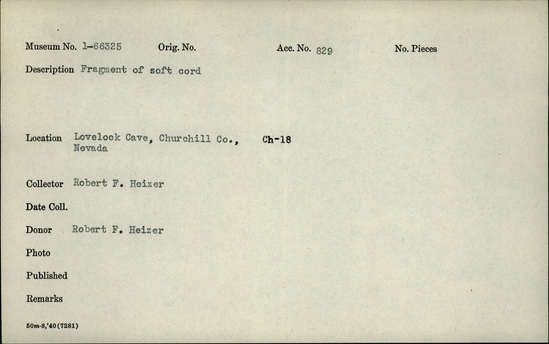 Museum No. 1-66325 Orig. No. Acc. No. 829 No. Pieces
Description Fragment of soft cord
Location Lovelock Cave, Churchill Co., Ch-18
Nevada
Collector Robert F. Heizer
Date Coll.
Donor Robert F. Heizer
Photo
Published
Remarks
50m-8,'40(7281)